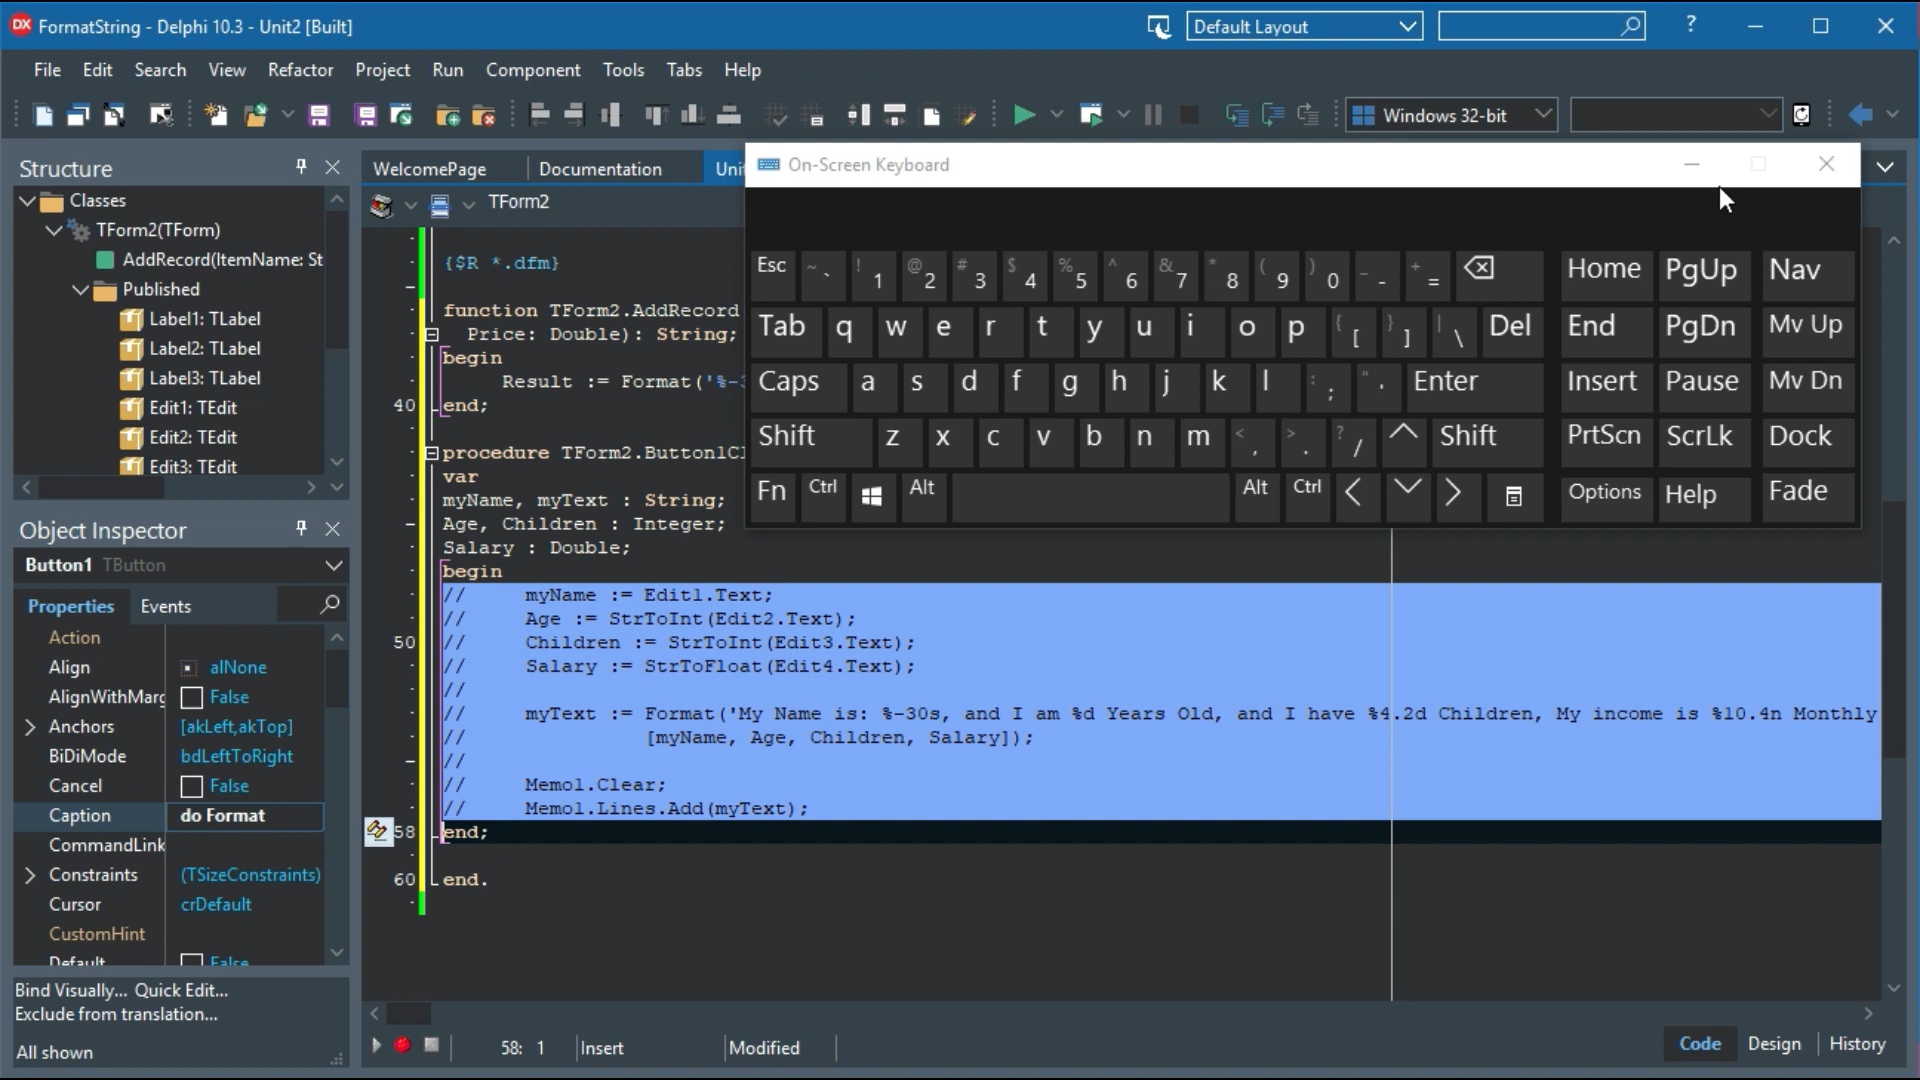 DX FormatString - Delphi 10.3 - Unit2 [Built]
Default Layout
?
File Edit Search View Refactor Project Run Component Tools Tabs Help
Windows 32-bit
Structure
Classes
TForm2(TForm)
AddRecord(ItemName: St
Published
Label1: TLabel
Label2: TLabel
Label3: TLabel
Edit1: TEdit
Edit2: TEdit
Edit3: TEdit
Object Inspector
Button1 TButton
Properties Events
Action
Align alNone
AlignWithMarg False
Anchors [akLeft,akTop]
BiDiMode bdLeftToRight
Cancel False
Caption do Format
CommandLink
Constraints (TSizeConstraints)
Cursor crDefault
CustomHint
Default False
Bind Visually... Quick Edit...
Exclude from translation...
All shown
WelcomePage Documentation Uni
TForm2
{$R *.dfm}
function TForm2.AddRecord
Price: Double): String;
begin
Result := Format('%-3
40 end;
procedure TForm2.Button1Cl
var
myName, myText : String;
Age, Children : Integer;
Salary : Double;
begin
// myName := Edit1.Text;
// Age := StrToInt(Edit2.Text);
50 // Children := StrToInt(Edit3.Text);
// Salary := StrToFloat(Edit4.Text);
//
// myText := Format('My Name is: %-30s, and I am %d Years Old, and I have %4.2d Children, My income is %10.4n Monthly
// [myName, Age, Children, Salary]);
//
// Memo1.Clear;
// Memo1.Lines.Add(myText);
58 end;
60 end.
58: 1 Insert Modified
Code Design History
On-Screen Keyboard
Esc ~ ` ! 1 @ 2 # 3 $ 4 % 5 ^ 6 & 7 * 8 ( 9 ) 0 _ - + = Home PgUp Nav
Tab q w e r t y u i o p { [ } ] | \ Del End PgDn Mv Up
Caps a s d f g h j k l : ; " ' Enter Insert Pause Mv Dn
Shift z x c v b n m < , > . ? / Shift PrtScn ScrLk Dock
Fn Ctrl Alt Alt Ctrl Options Help Fade